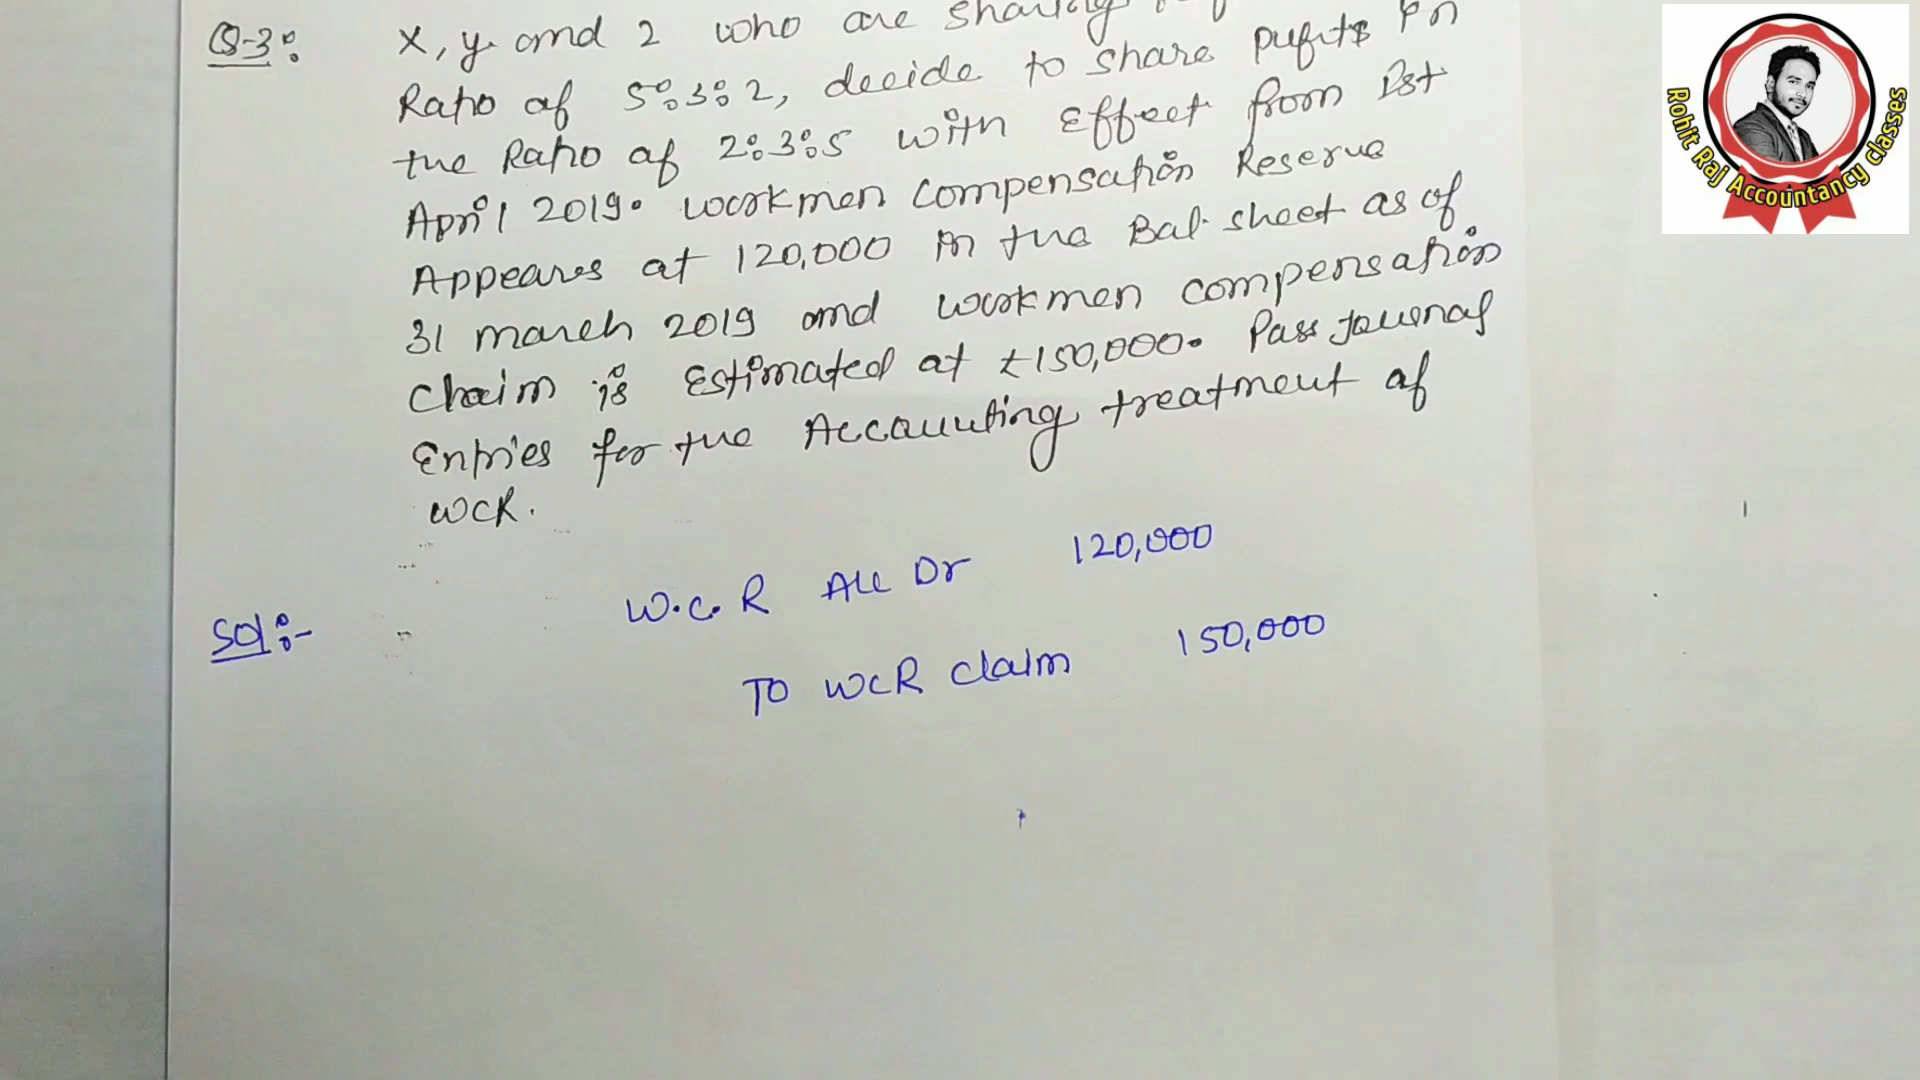 Q-3:
X, y and Z who are sharing
Ratio of 5:3:2, decide to share Pufits in
the Ratio of 2:3:5 with Effect from Ist
April 2019. workmen compensation Reserve
Appears at 120,000 in the Bal. sheet as of
31 march 2019 and workmen compensation
claim is Estimated at ₹150,000. Pass Journal
Entries for the Accounting treatment of
WCR.
Sol:-
W.C.R A/c Dr 120,000
TO WCR claim 150,000
Rohit Raj Accountancy classes